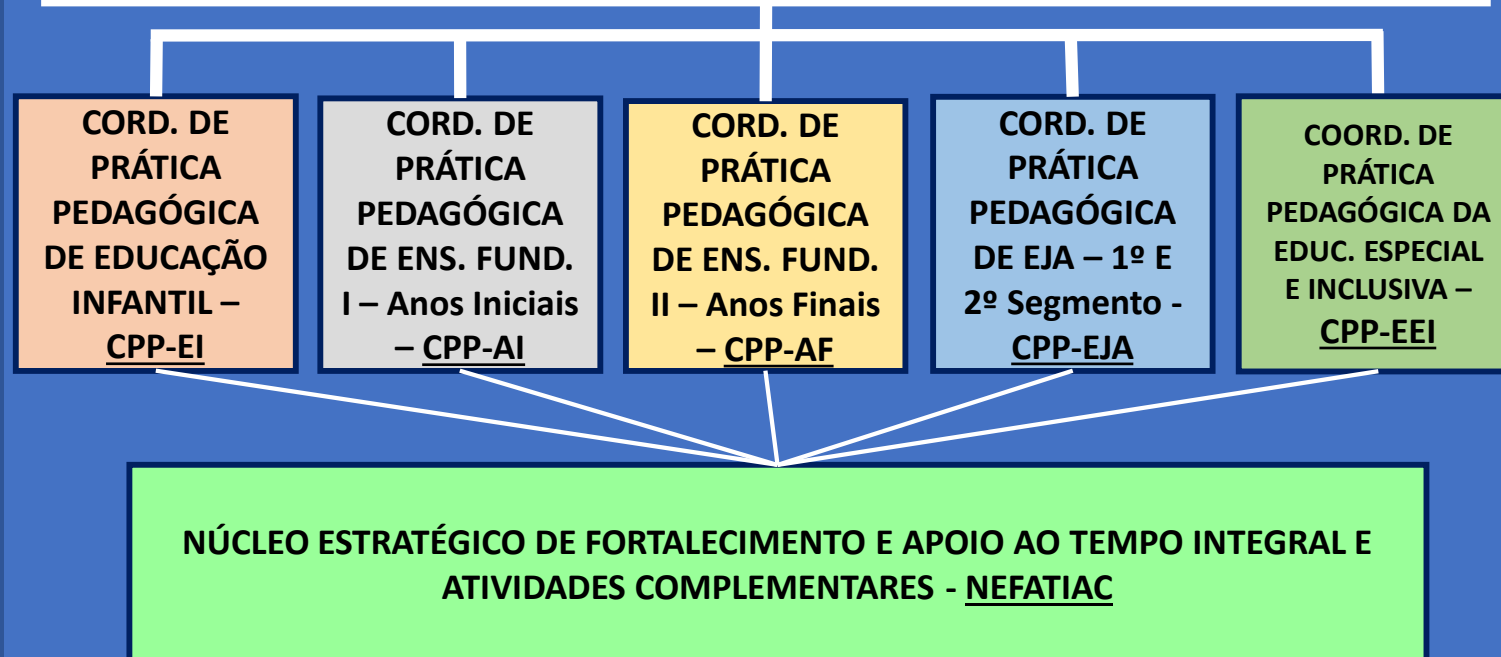 CORD. DE
PRÁTICA
PEDAGÓGICA
DE EDUCAÇÃO
INFANTIL –
CPP-EI
CORD. DE
PRÁTICA
PEDAGÓGICA
DE ENS. FUND.
I – Anos Iniciais
– CPP-AI
CORD. DE
PRÁTICA
PEDAGÓGICA
DE ENS. FUND.
II – Anos Finais
– CPP-AF
CORD. DE
PRÁTICA
PEDAGÓGICA
DE EJA – 1º E
2º Segmento -
CPP-EJA
COORD. DE
PRÁTICA
PEDAGÓGICA DA
EDUC. ESPECIAL
E INCLUSIVA –
CPP-EEI
NÚCLEO ESTRATÉGICO DE FORTALECIMENTO E APOIO AO TEMPO INTEGRAL E
ATIVIDADES COMPLEMENTARES - NEFATIAC